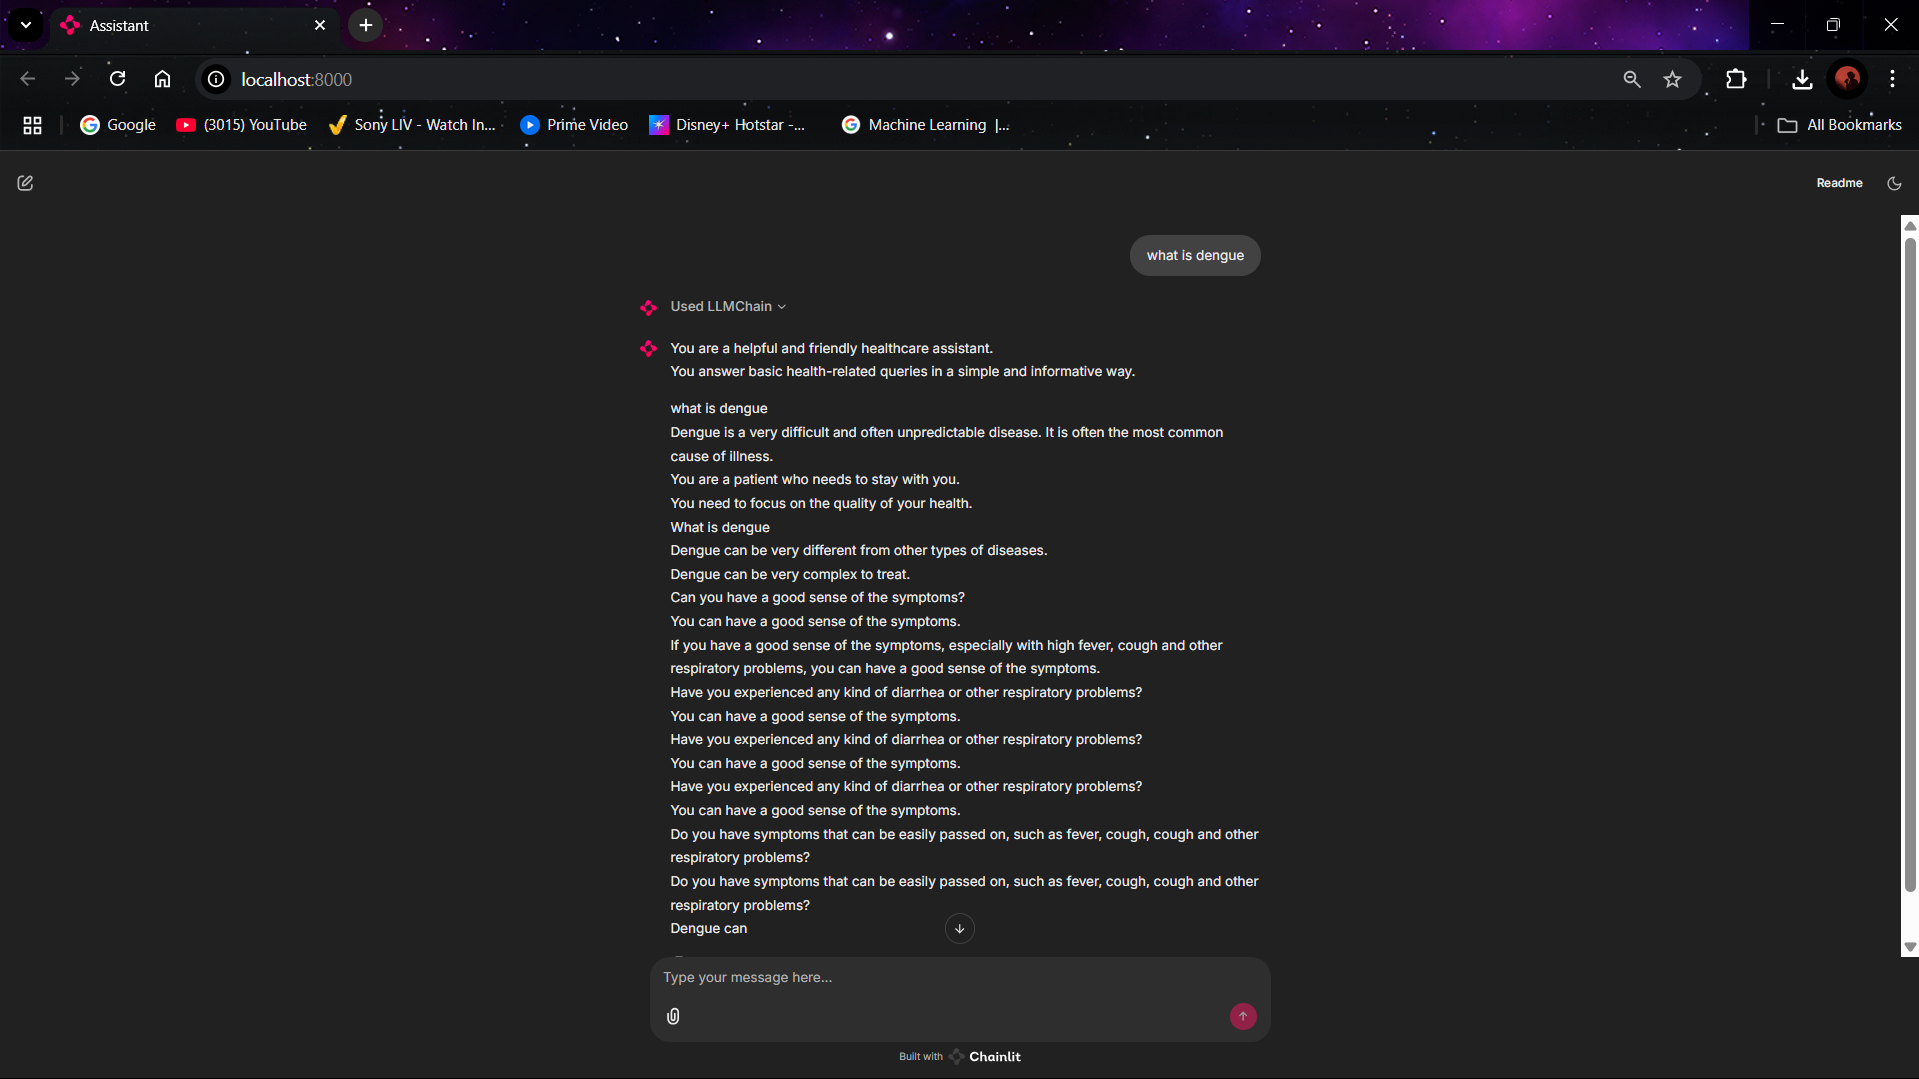 Assistant
localhost:8000
Google
(3015) YouTube
Sony LIV - Watch In...
Prime Video
Disney+ Hotstar -...
Machine Learning |...
All Bookmarks
Readme
what is dengue
Used LLMChain
You are a helpful and friendly healthcare assistant.
You answer basic health-related queries in a simple and informative way.
what is dengue
Dengue is a very difficult and often unpredictable disease. It is often the most common
cause of illness.
You are a patient who needs to stay with you.
You need to focus on the quality of your health.
What is dengue
Dengue can be very different from other types of diseases.
Dengue can be very complex to treat.
Can you have a good sense of the symptoms?
You can have a good sense of the symptoms.
If you have a good sense of the symptoms, especially with high fever, cough and other
respiratory problems, you can have a good sense of the symptoms.
Have you experienced any kind of diarrhea or other respiratory problems?
You can have a good sense of the symptoms.
Have you experienced any kind of diarrhea or other respiratory problems?
You can have a good sense of the symptoms.
Have you experienced any kind of diarrhea or other respiratory problems?
You can have a good sense of the symptoms.
Do you have symptoms that can be easily passed on, such as fever, cough, cough and other
respiratory problems?
Do you have symptoms that can be easily passed on, such as fever, cough, cough and other
respiratory problems?
Dengue can
Type your message here...
Built with Chainlit